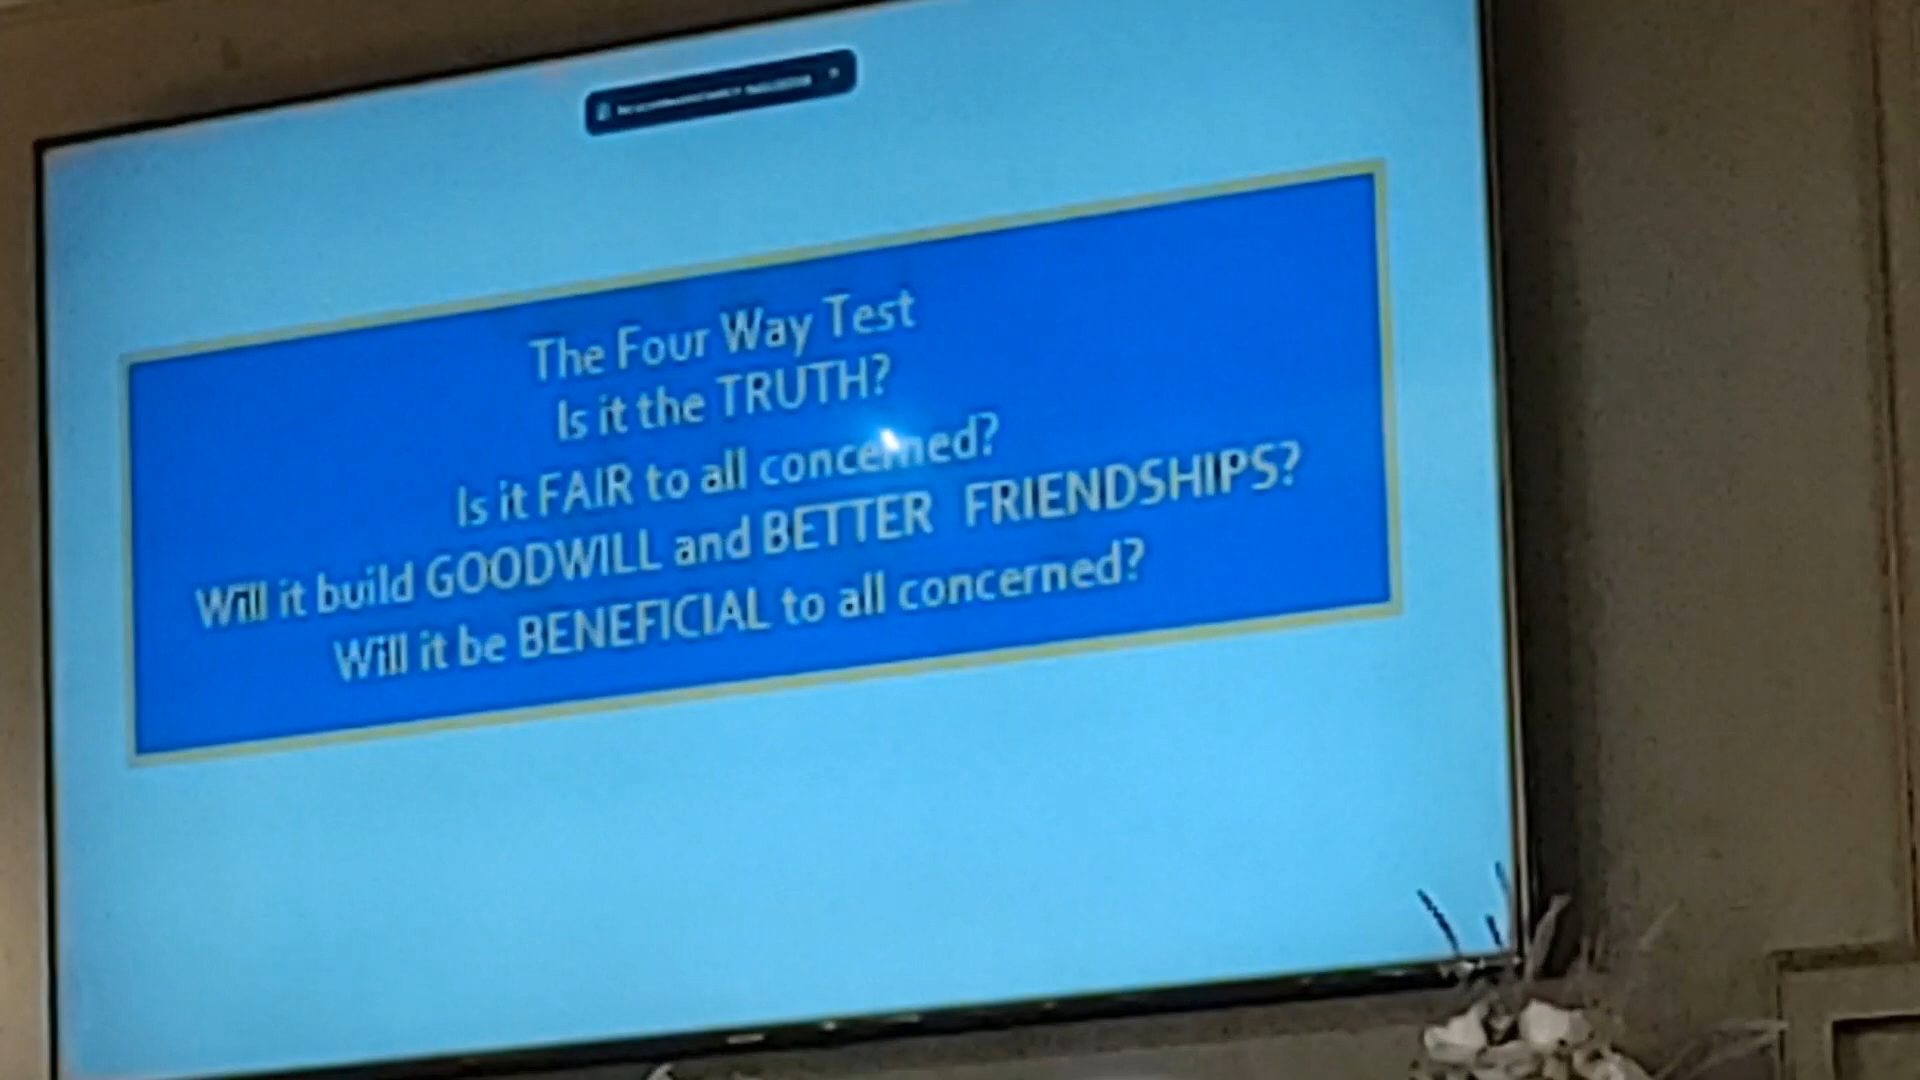 The Four Way Test
Is it the TRUTH?
Is it FAIR to all concerned?
Will it build GOODWILL and BETTER FRIENDSHIPS?
Will it be BENEFICIAL to all concerned?